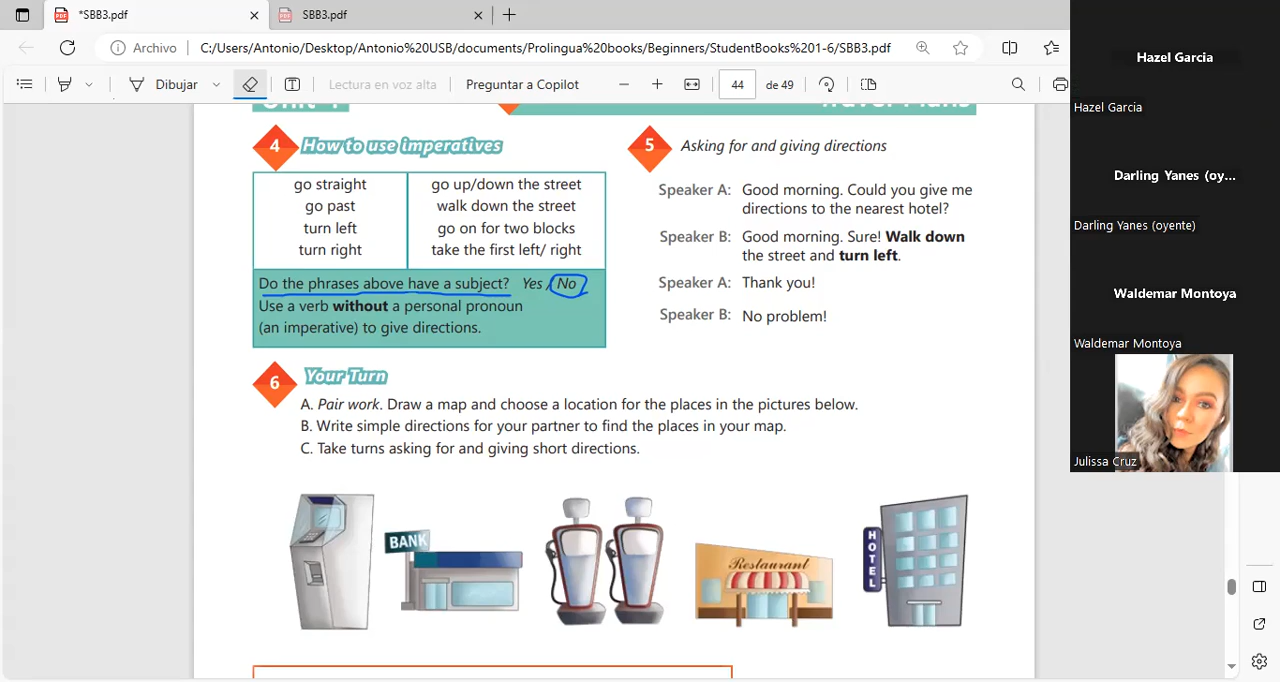 *SBB3.pdf
SBB3.pdf
Archivo
C:/Users/Antonio/Desktop/Antonio%20USB/documents/Prolingua%20books/Beginners/StudentBooks%201-6/SBB3.pdf
Dibujar
Lectura en voz alta
Preguntar a Copilot
44
de 49
Unit 4
Travel Plans
4
How to use imperatives
go straight
go past
turn left
turn right
go up/down the street
walk down the street
go on for two blocks
take the first left/ right
Do the phrases above have a subject? Yes / No
Use a verb without a personal pronoun
(an imperative) to give directions.
5
Asking for and giving directions
Speaker A: Good morning. Could you give me
directions to the nearest hotel?
Speaker B: Good morning. Sure! Walk down
the street and turn left.
Speaker A: Thank you!
Speaker B: No problem!
6
Your Turn
A. Pair work. Draw a map and choose a location for the places in the pictures below.
B. Write simple directions for your partner to find the places in your map.
C. Take turns asking for and giving short directions.
BANK
Restaurant
HOTEL
Hazel Garcia
Hazel Garcia
Darling Yanes (oy...
Darling Yanes (oyente)
Waldemar Montoya
Waldemar Montoya
Julissa Cruz